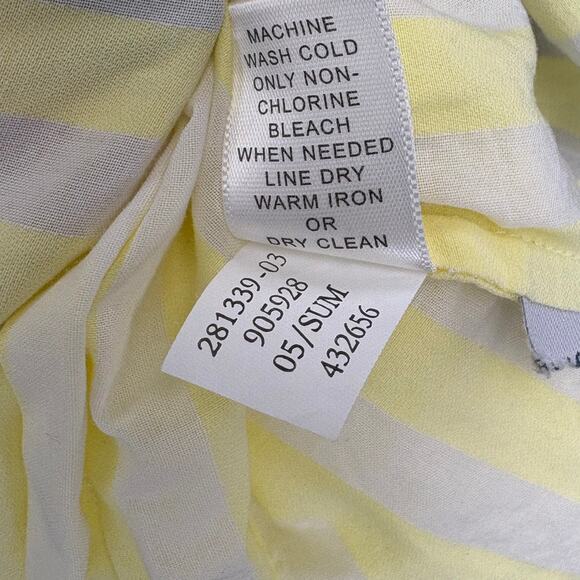 MACHINE
WASH COLD
ONLY NON-
CHLORINE
BLEACH
WHEN NEEDED
LINE DRY
WARM IRON
OR
DRY CLEAN
281339-03
905928
05/SUM
432656